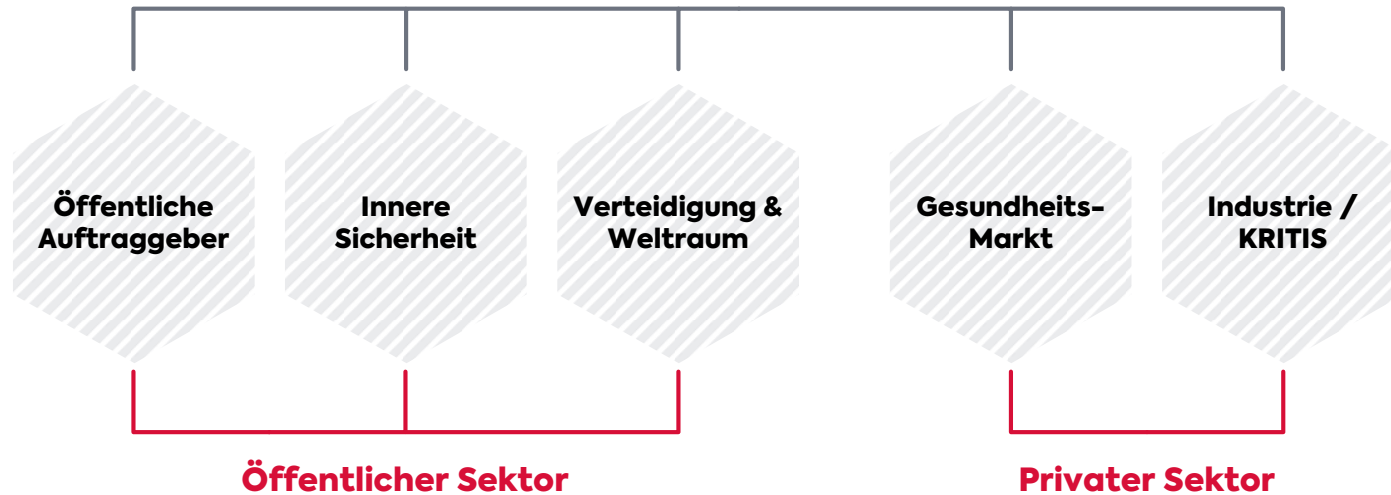 Öffentliche
Auftraggeber
Innere
Sicherheit
Verteidigung &
Weltraum
Gesundheits-
Markt
Industrie /
KRITIS
Öffentlicher Sektor
Privater Sektor